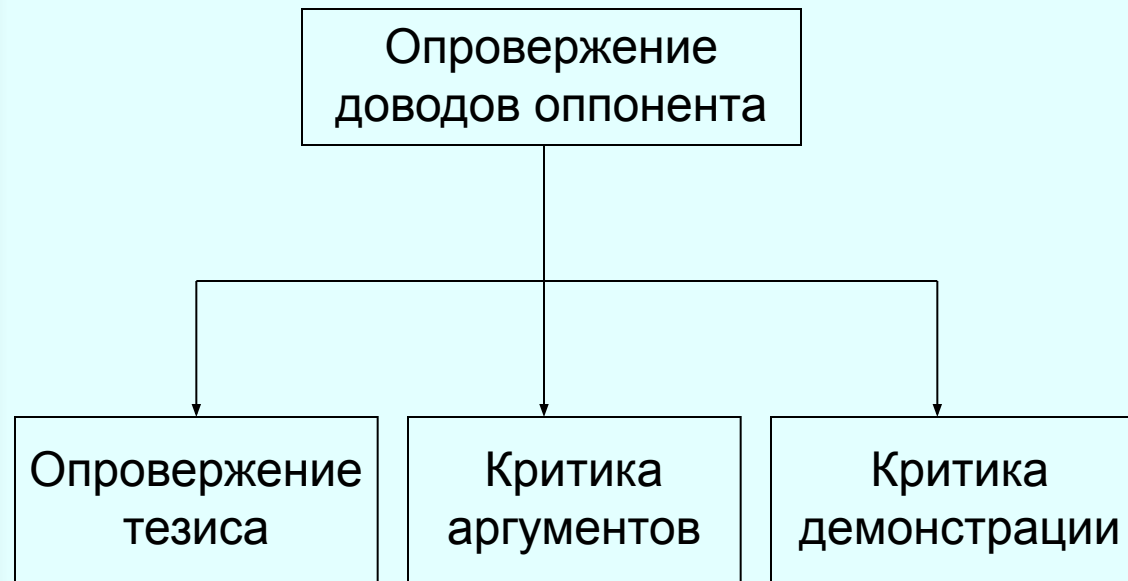 Опровержение
доводов оппонента
Опровержение
тезиса
Критика
аргументов
Критика
демонстрации